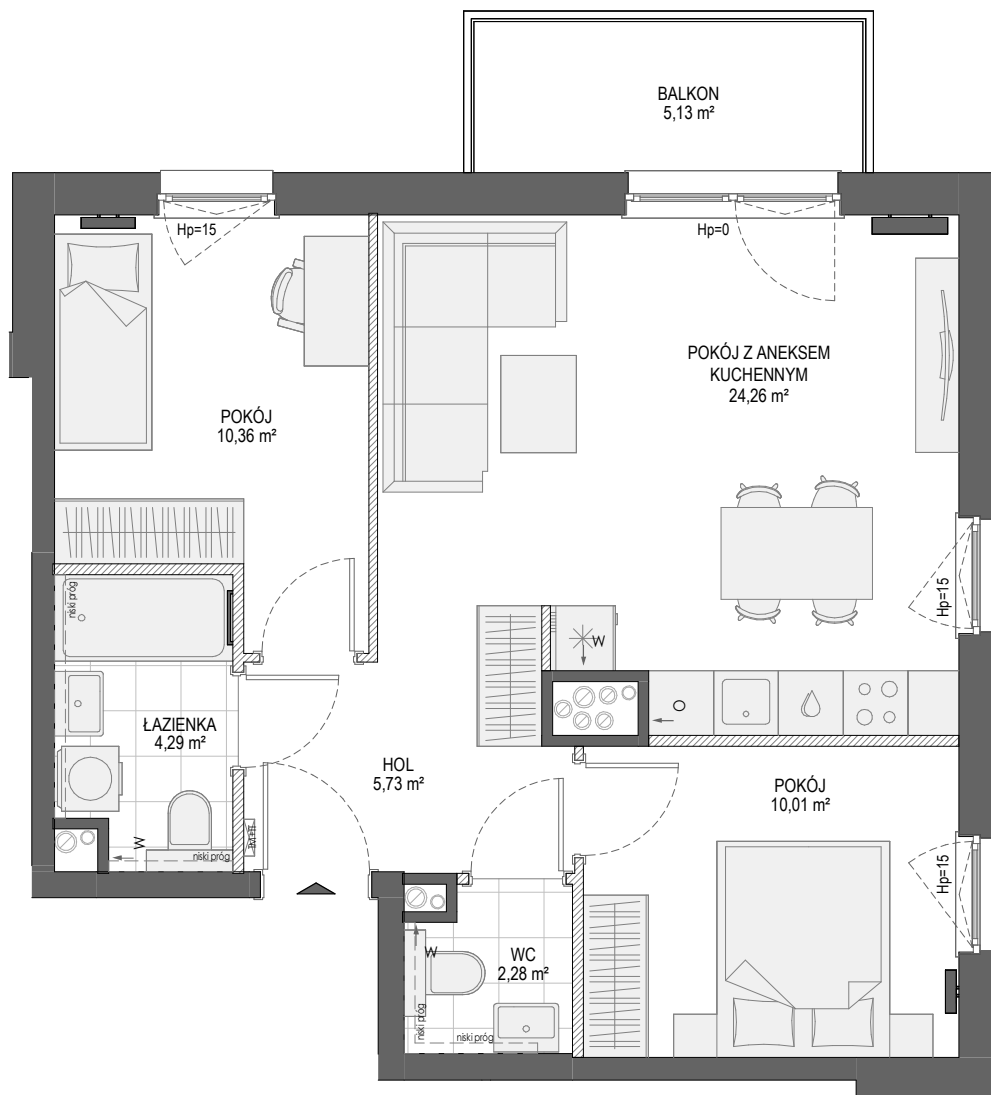 BALKON
5,13 m²
Hp=15
Hp=0
POKÓJ Z ANEKSEM
KUCHENNYM
24,26 m²
POKÓJ
10,36 m²
Hp=15
niski próg
W
ŁAZIENKA
4,29 m²
HOL
5,73 m²
POKÓJ
10,01 m²
W
niski próg
Hp=15
W
WC
2,28 m²
niski próg
niski próg